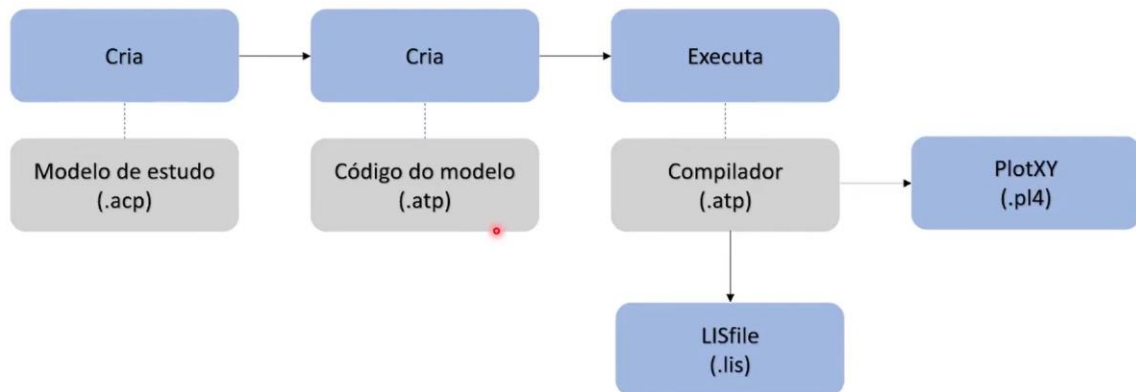 Cria
Cria
Executa
Modelo de estudo
(.acp)
Código do modelo
(.atp)
Compilador
(.atp)
PlotXY
(.pl4)
LISfile
(.lis)